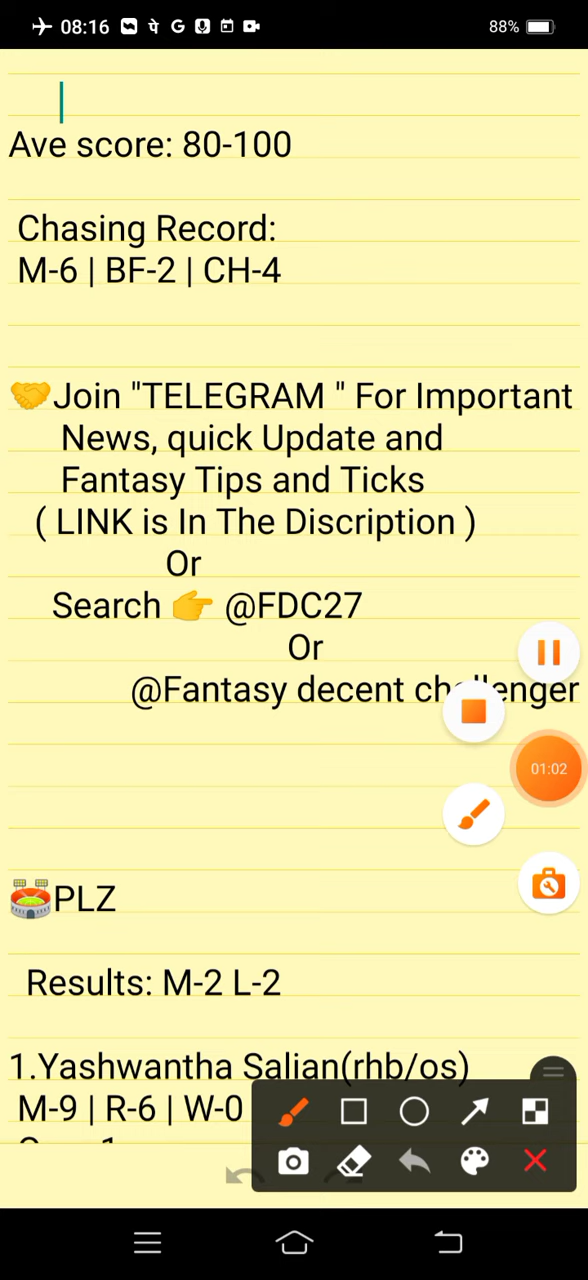 08:16 पे G 88%
Ave score: 80-100
Chasing Record:
M-6 | BF-2 | CH-4
🤝Join "TELEGRAM " For Important
News, quick Update and
Fantasy Tips and Ticks
( LINK is In The Discription )
Or
Search 👉 @FDC27
Or
@Fantasy decent challenger
01:02
🏟️PLZ
Results: M-2 L-2
1.Yashwantha Salian(rhb/os)
M-9 | R-6 | W-0